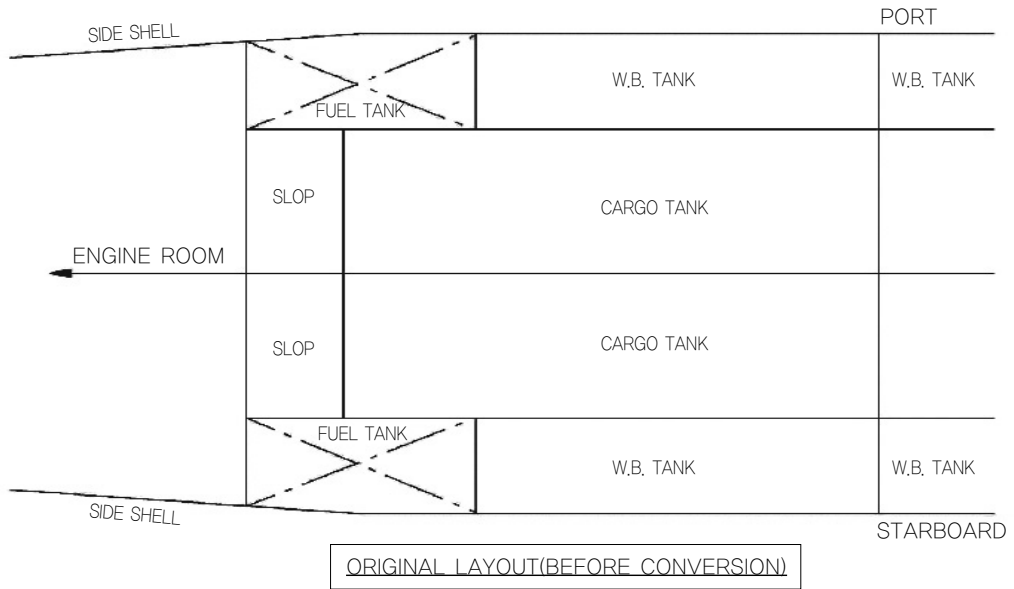 PORT
SIDE SHELL
W.B. TANK
W.B. TANK
FUEL TANK
SLOP
CARGO TANK
ENGINE ROOM
SLOP
CARGO TANK
FUEL TANK
W.B. TANK
W.B. TANK
SIDE SHELL
STARBOARD
ORIGINAL LAYOUT(BEFORE CONVERSION)